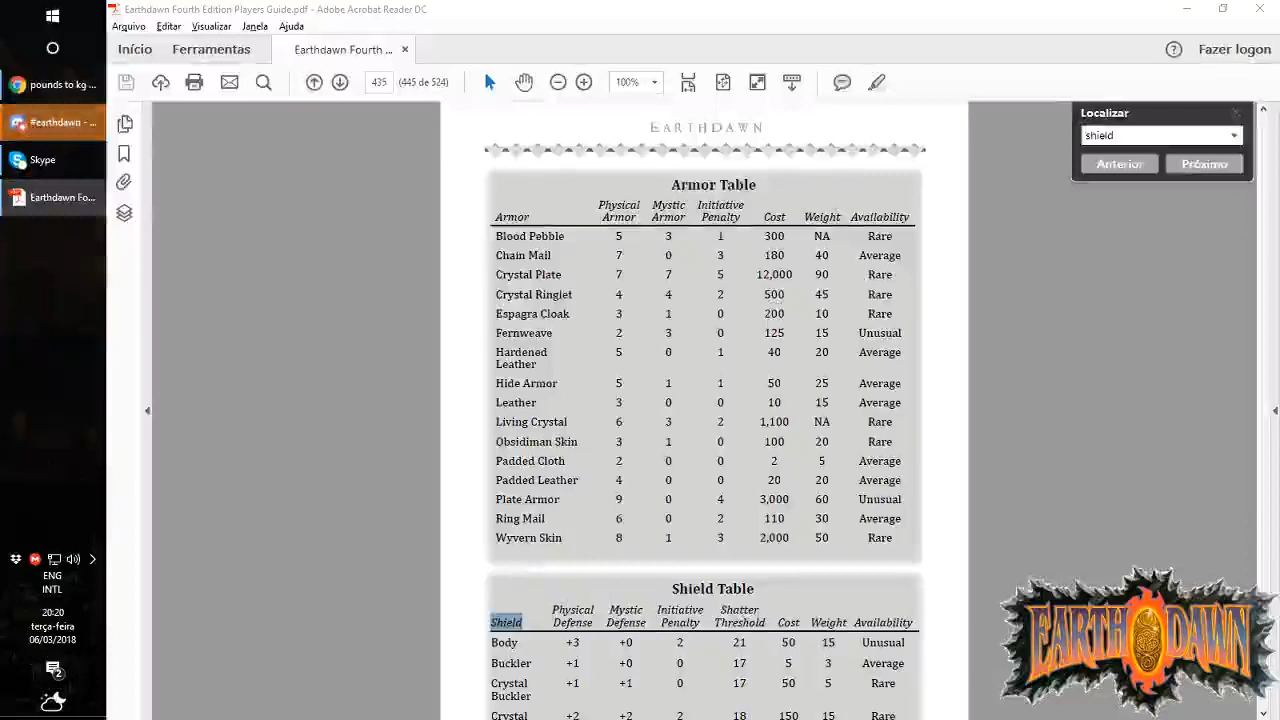 Earthdawn Fourth Edition Players Guide.pdf - Adobe Acrobat Reader DC
Arquivo Editar Visualizar Janela Ajuda
Início Ferramentas Earthdawn Fourth ... × Fazer logon
435 (445 de 524) 100%
pounds to kg -...
#earthdawn - ...
Skype
Earthdawn Fo...
Localizar
shield
Anterior Próximo
EARTHDAWN
Armor Table
Armor Physical Armor Mystic Armor Initiative Penalty Cost Weight Availability
Blood Pebble 5 3 1 300 NA Rare
Chain Mail 7 0 3 180 40 Average
Crystal Plate 7 7 5 12,000 90 Rare
Crystal Ringlet 4 4 2 500 45 Rare
Espagra Cloak 3 1 0 200 10 Rare
Fernweave 2 3 0 125 15 Unusual
Hardened Leather 5 0 1 40 20 Average
Hide Armor 5 1 1 50 25 Average
Leather 3 0 0 10 15 Average
Living Crystal 6 3 2 1,100 NA Rare
Obsidiman Skin 3 1 0 100 20 Rare
Padded Cloth 2 0 0 2 5 Average
Padded Leather 4 0 0 20 20 Average
Plate Armor 9 0 4 3,000 60 Unusual
Ring Mail 6 0 2 110 30 Average
Wyvern Skin 8 1 3 2,000 50 Rare
Shield Table
Shield Physical Defense Mystic Defense Initiative Penalty Shatter Threshold Cost Weight Availability
Body +3 +0 2 21 50 15 Unusual
Buckler +1 +0 0 17 5 3 Average
Crystal Buckler +1 +1 0 17 50 5 Rare
Crystal +2 +2 2 18 150 15 Rare
ENG
INTL
20:20
terça-feira
06/03/2018
2
EARTHDAWN